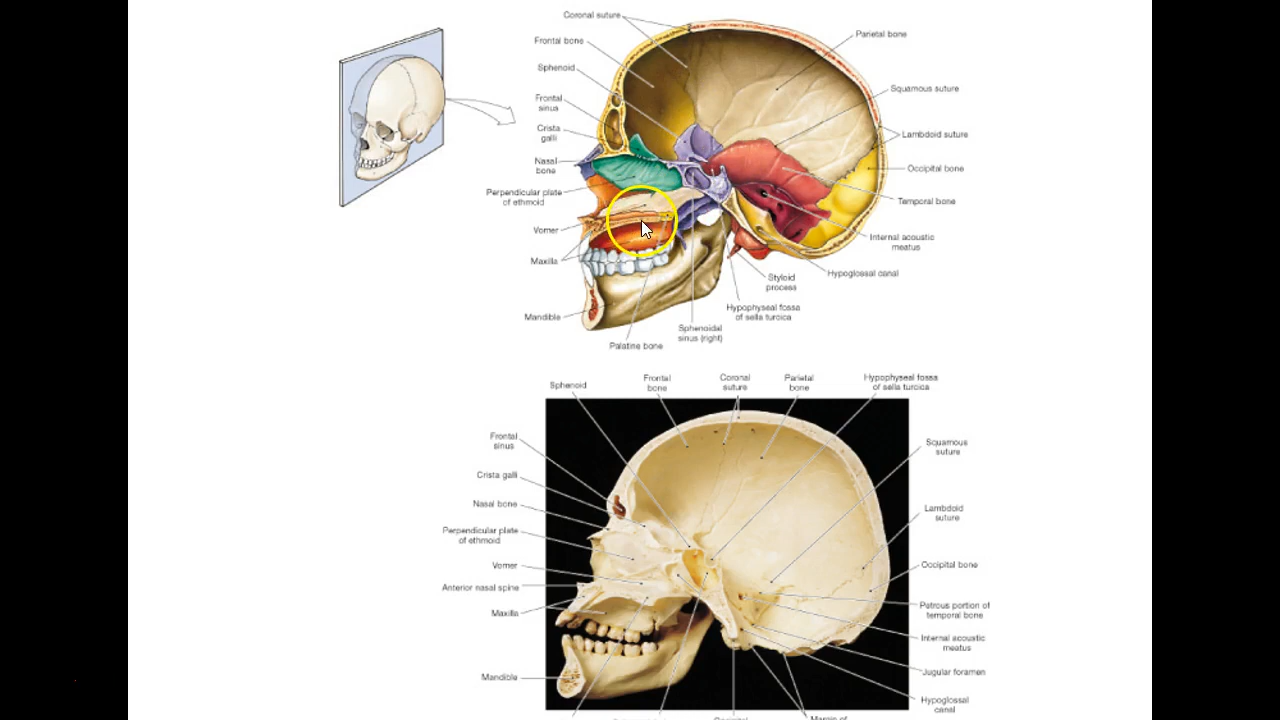 Coronal suture
Frontal bone
Sphenoid
Frontal
sinus
Crista
galli
Nasal
bone
Perpendicular plate
of ethmoid
Vomer
Maxilla
Mandible
Palatine bone
Sphenoidal
sinus (right)
Hypophyseal fossa
of sella turcica
Styloid
process
Hypoglossal canal
Internal acoustic
meatus
Temporal bone
Occipital bone
Lambdoid suture
Squamous suture
Parietal bone
Sphenoid
Frontal
bone
Coronal
suture
Parietal
bone
Hypophyseal fossa
of sella turcica
Frontal
sinus
Crista galli
Nasal bone
Perpendicular plate
of ethmoid
Vomer
Anterior nasal spine
Maxilla
Mandible
Squamous
suture
Lambdoid
suture
Occipital bone
Petrous portion of
temporal bone
Internal acoustic
meatus
Jugular foramen
Hypoglossal
canal
Margin of